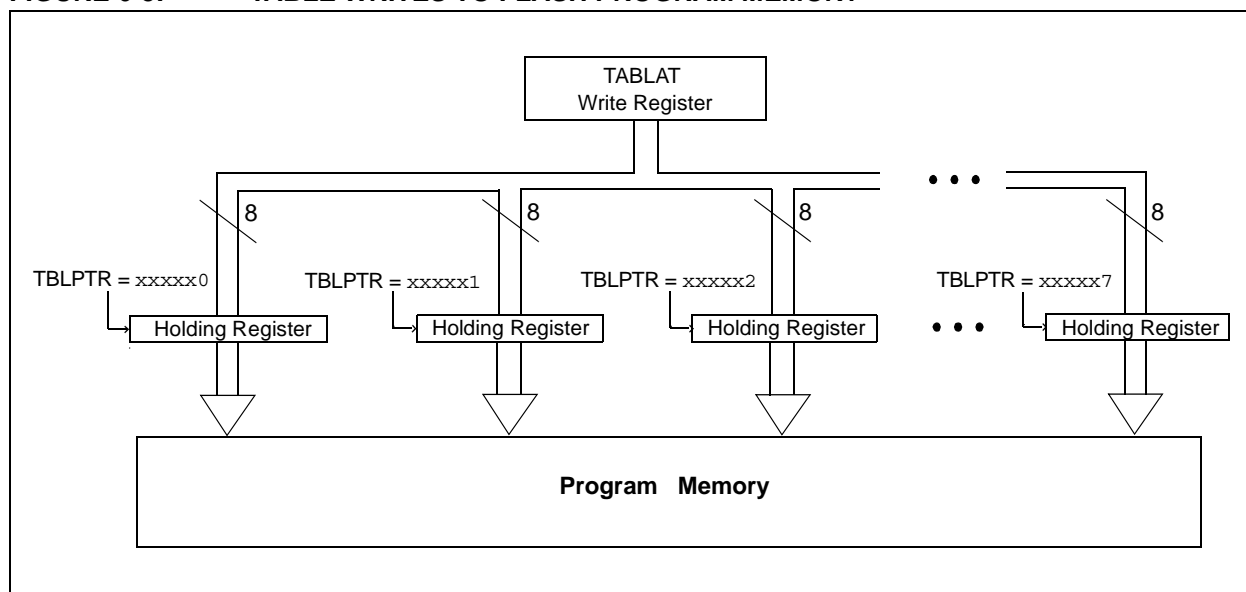 TABLAT
Write Register
8 8 8 8
TBLPTR = xxxxx0 TBLPTR = xxxxx1 TBLPTR = xxxxx2 TBLPTR = xxxxx7
Holding Register Holding Register Holding Register Holding Register
Program Memory